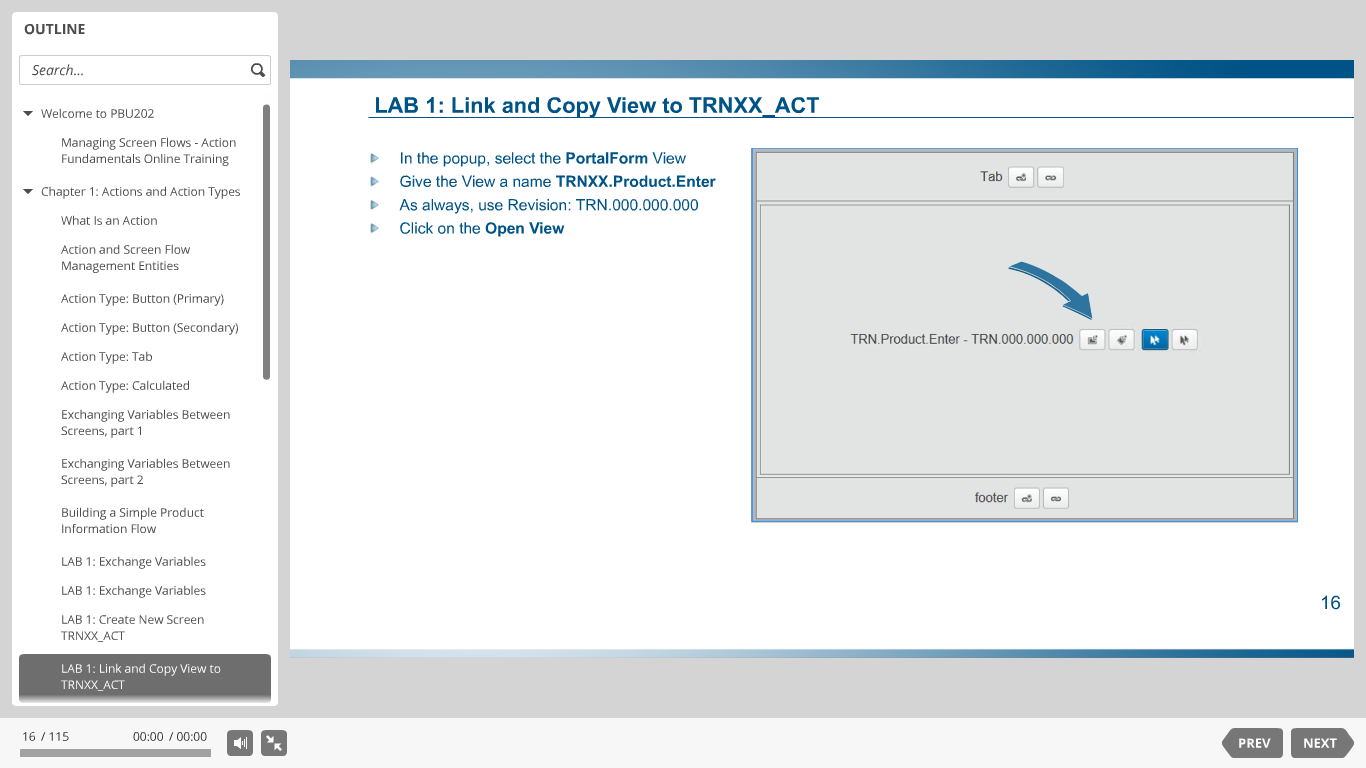 OUTLINE
Search...
Welcome to PBU202
Managing Screen Flows - Action
Fundamentals Online Training
Chapter 1: Actions and Action Types
What Is an Action
Action and Screen Flow
Management Entities
Action Type: Button (Primary)
Action Type: Button (Secondary)
Action Type: Tab
Action Type: Calculated
Exchanging Variables Between
Screens, part 1
Exchanging Variables Between
Screens, part 2
Building a Simple Product
Information Flow
LAB 1: Exchange Variables
LAB 1: Exchange Variables
LAB 1: Create New Screen
TRNXX_ACT
LAB 1: Link and Copy View to
TRNXX_ACT
LAB 1: Link and Copy View to TRNXX_ACT
In the popup, select the PortalForm View
Give the View a name TRNXX.Product.Enter
As always, use Revision: TRN.000.000.000
Click on the Open View
Tab
TRN.Product.Enter - TRN.000.000.000
footer
16
16 / 115
00:00 / 00:00
PREV
NEXT